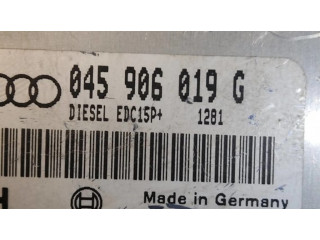 045 906 019 G
DIESEL EDC15P+ 1281
H
Made in Germany